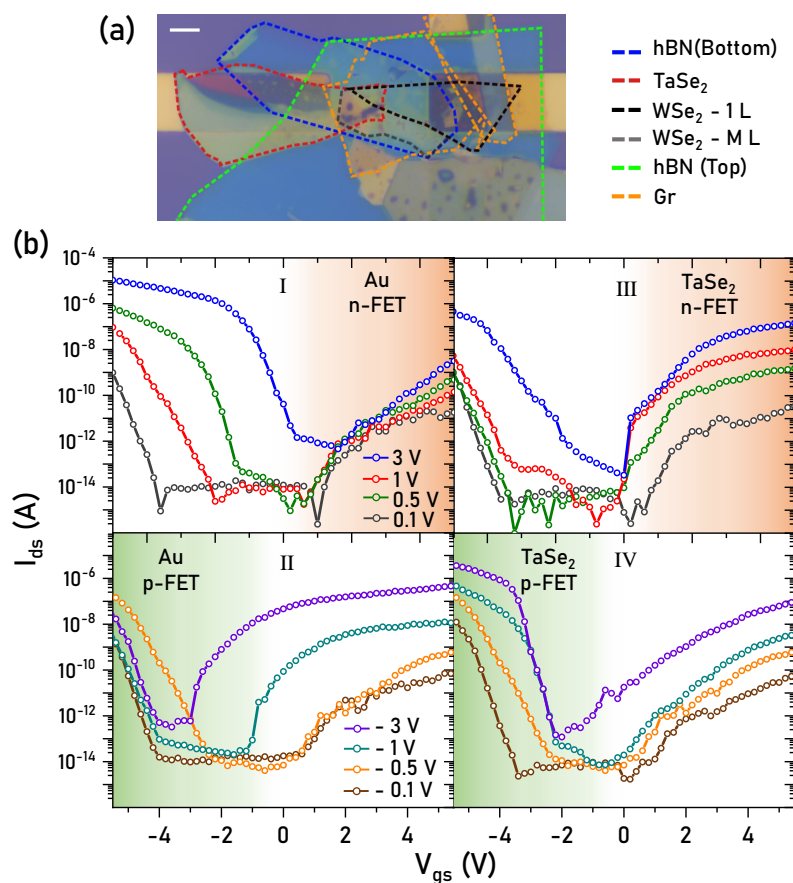 (a)
hBN(Bottom)
TaSe₂
WSe₂ - 1 L
WSe₂ - M L
hBN (Top)
Gr
(b)
10⁻⁴
10⁻⁶
10⁻⁸
10⁻¹⁰
10⁻¹²
10⁻¹⁴
I
Au
n-FET
3 V
1 V
0.5 V
0.1 V
III
TaSe₂
n-FET
I_ds (A)
10⁻⁶
10⁻⁸
10⁻¹⁰
10⁻¹²
10⁻¹⁴
Au
p-FET
II
- 3 V
- 1 V
- 0.5 V
- 0.1 V
TaSe₂
p-FET
IV
-4 -2 0 2 4
-4 -2 0 2 4
V_gs (V)